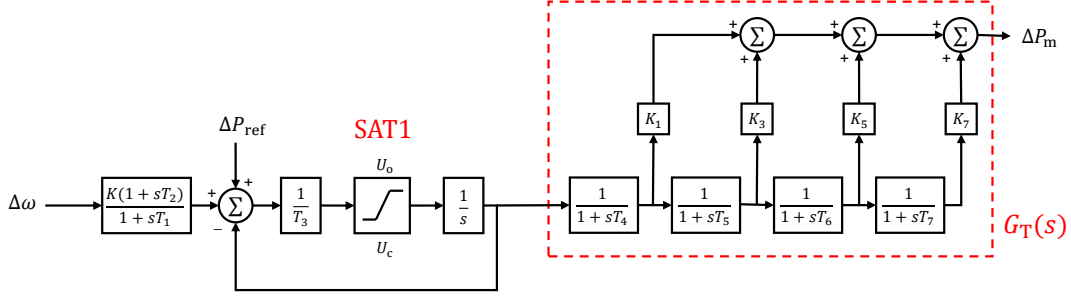 ΔP_m
K_1
K_3
K_5
K_7
G_T(s)
ΔP_ref
SAT1
U_o
U_c
Δω
K(1 + sT_2)
1 + sT_1
Σ
Σ
Σ
Σ
1
T_3
1
s
1
1 + sT_4
1
1 + sT_5
1
1 + sT_6
1
1 + sT_7
+
+
−
+
+
+
+
+
+